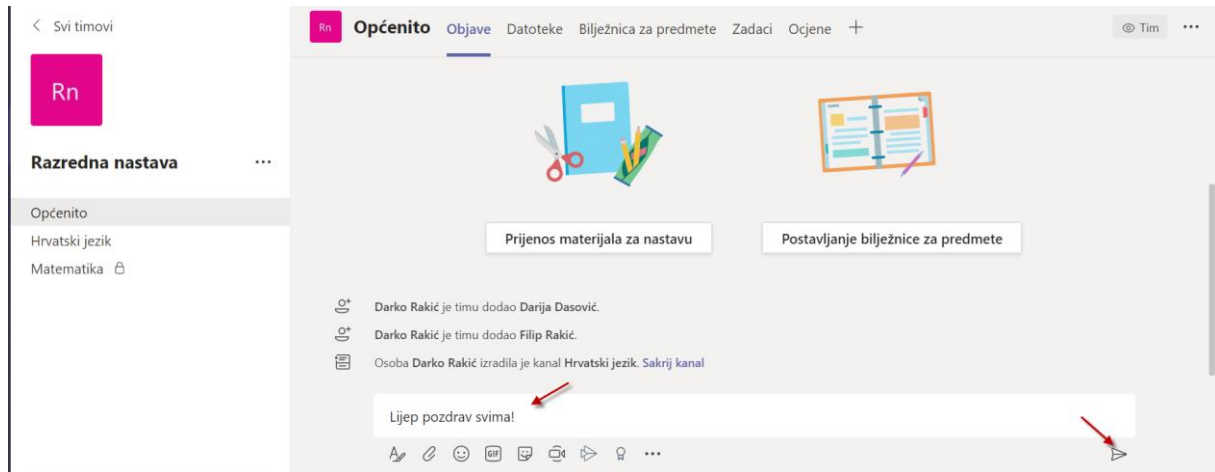 Svi timovi
Rn
Razredna nastava
Općenito
Hrvatski jezik
Matematika
Rn Općenito Objave Datoteke Bilježnica za predmete Zadaci Ocjene Tim
Prijenos materijala za nastavu
Postavljanje bilježnice za predmete
Darko Rakić je timu dodao Darija Dasović.
Darko Rakić je timu dodao Filip Rakić.
Osoba Darko Rakić izradila je kanal Hrvatski jezik. Sakrij kanal
Lijep pozdrav svima!
GIF